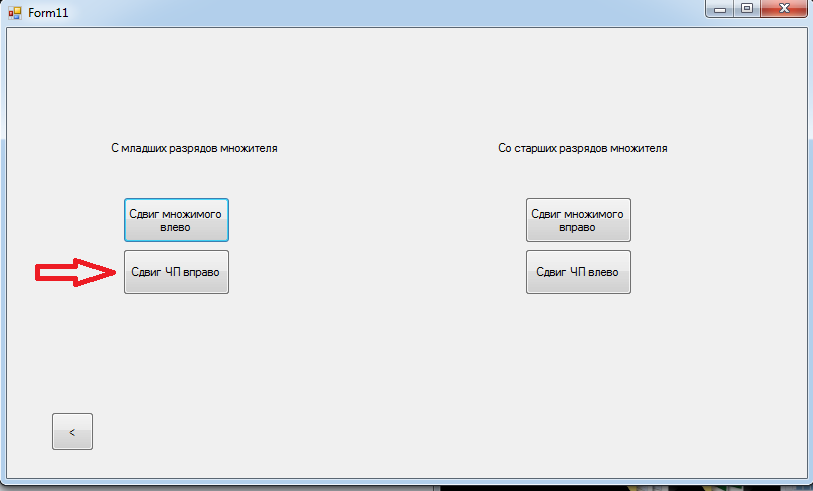 Form11
С младших разрядов множителя
Со старших разрядов множителя
Сдвиг множимого
влево
Сдвиг множимого
вправо
Сдвиг ЧП вправо
Сдвиг ЧП влево
<